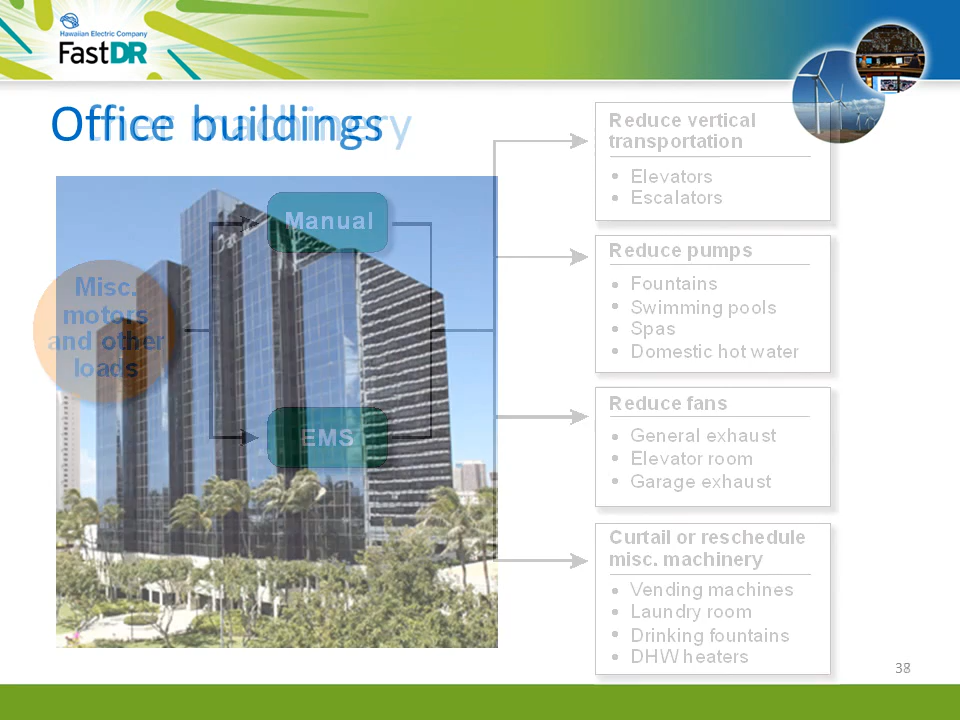 Hawaiian Electric Company
FastDR
Office buildings
Other machinery
Misc.
motors
and other
loads
Manual
EMS
Reduce vertical
transportation
• Elevators
• Escalators
Reduce pumps
• Fountains
• Swimming pools
• Spas
• Domestic hot water
Reduce fans
• General exhaust
• Elevator room
• Garage exhaust
Curtail or reschedule
misc. machinery
• Vending machines
• Laundry room
• Drinking fountains
• DHW heaters
38